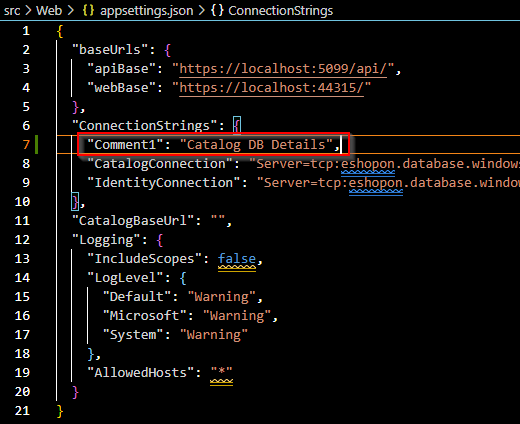 src > Web > {} appsettings.json > {} ConnectionStrings
1 {
2 "baseUrls": {
3 "apiBase": "https://localhost:5099/api/",
4 "webBase": "https://localhost:44315/"
5 },
6 "ConnectionStrings": {
7 "Comment1": "Catalog DB Details",
8 "CatalogConnection": "Server=tcp:eshopon.database.windows
9 "IdentityConnection": "Server=tcp:eshopon.database.window
10 },
11 "CatalogBaseUrl": "",
12 "Logging": {
13 "IncludeScopes": false,
14 "LogLevel": {
15 "Default": "Warning",
16 "Microsoft": "Warning",
17 "System": "Warning"
18 },
19 "AllowedHosts": "*"
20 }
21 }